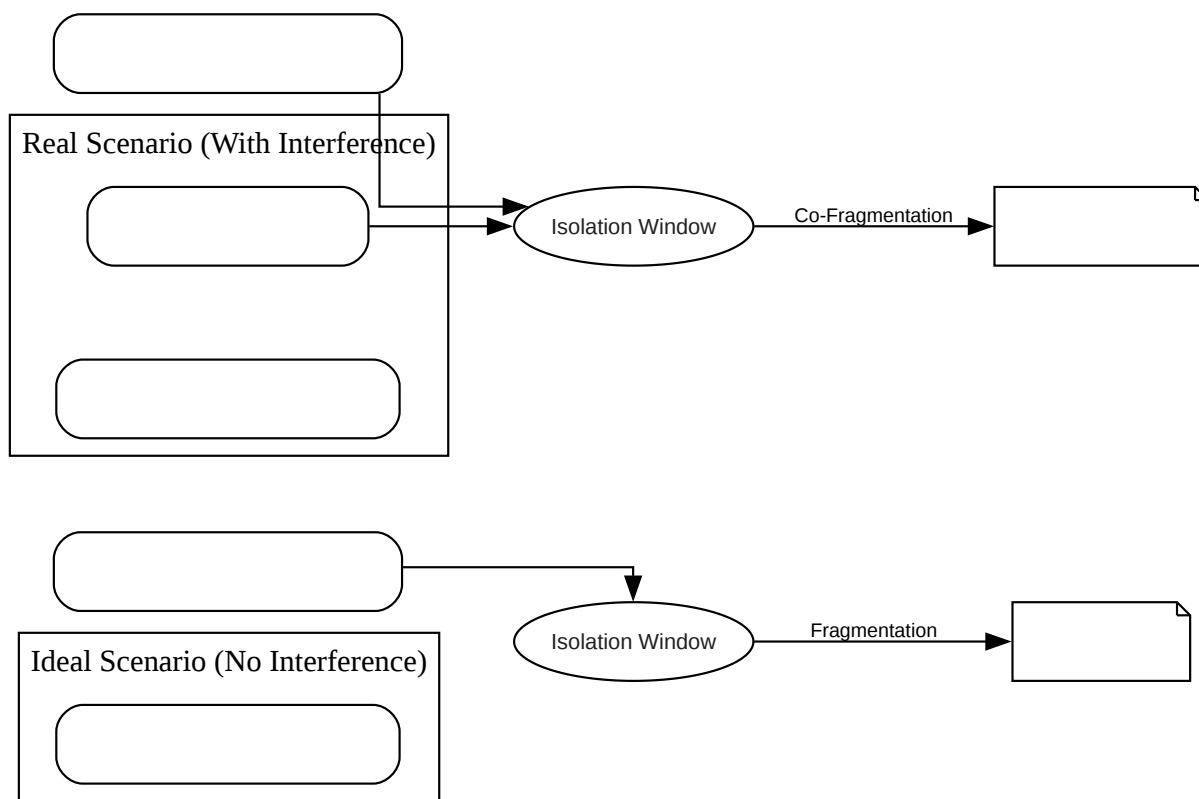 Real Scenario (With Interference)
Isolation Window
Co-Fragmentation
Isolation Window
Fragmentation
Ideal Scenario (No Interference)